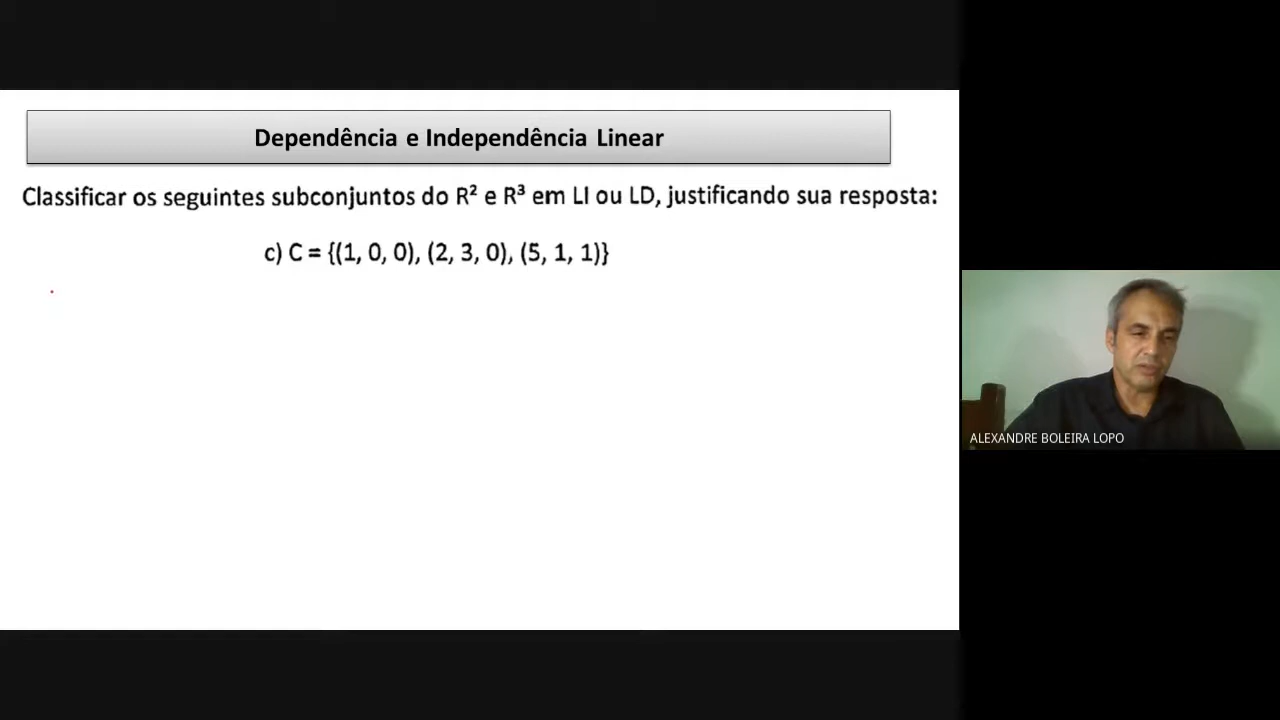 Dependência e Independência Linear
Classificar os seguintes subconjuntos do R² e R³ em LI ou LD, justificando sua resposta:
c) C = {(1, 0, 0), (2, 3, 0), (5, 1, 1)}
ALEXANDRE BOLEIRA LOPO